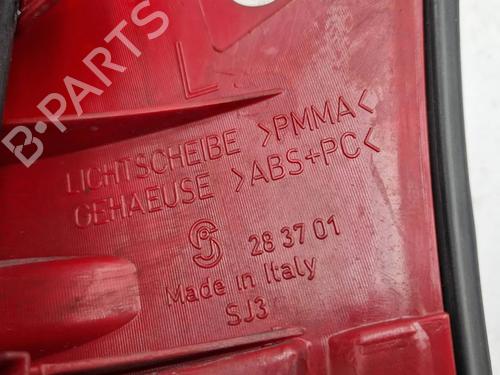 B-PARTS
L
LICHTSCHEIBE >PMMA<
GEHAEUSE >ABS+PC<
28 37 01
Made in Italy
SJ3